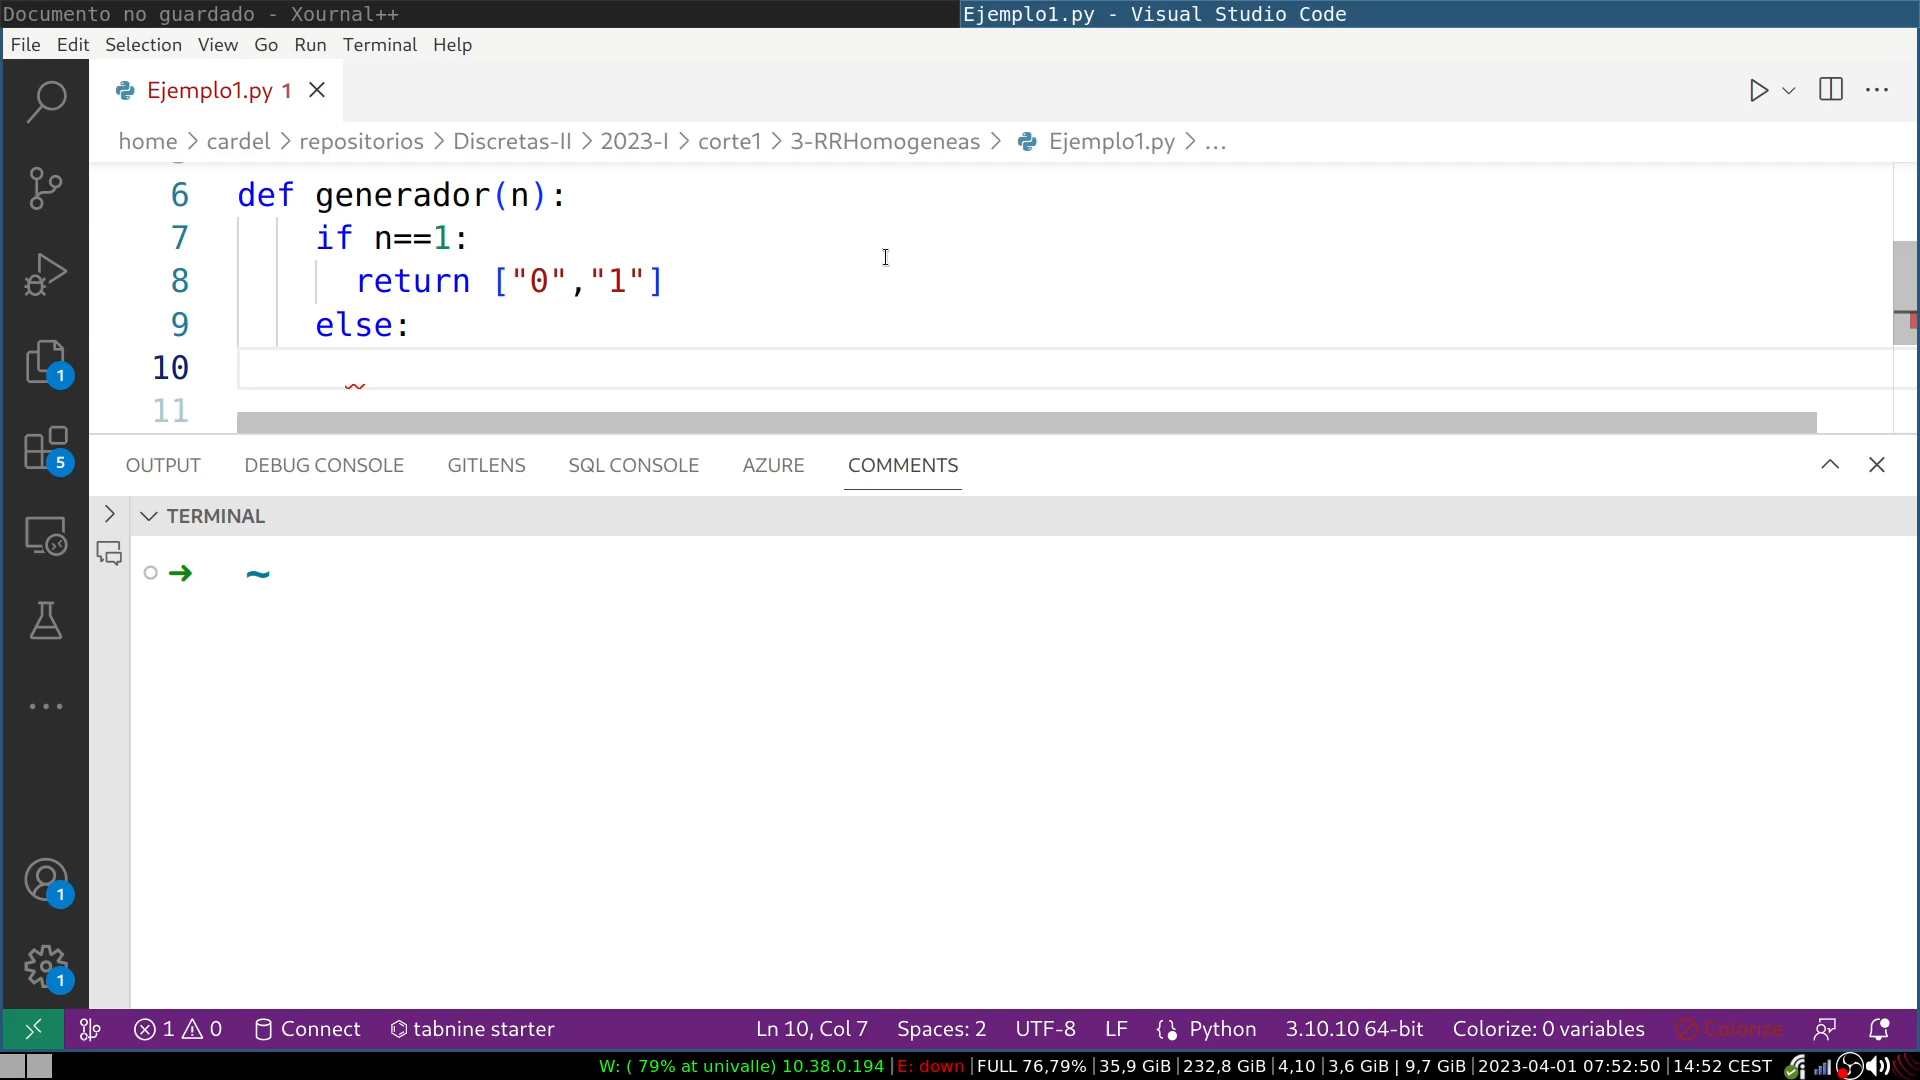 Documento no guardado - Xournal++
Ejemplo1.py - Visual Studio Code
File Edit Selection View Go Run Terminal Help
Ejemplo1.py 1
home > cardel > repositorios > Discretas-II > 2023-I > corte1 > 3-RRHomogeneas > Ejemplo1.py > ...
6 def generador(n):
7 if n==1:
8 return ["0","1"]
9 else:
10
11
OUTPUT DEBUG CONSOLE GITLENS SQL CONSOLE AZURE COMMENTS
TERMINAL
➜ ~
1
5
1
1
1 0 Connect tabnine starter Ln 10, Col 7 Spaces: 2 UTF-8 LF {} Python 3.10.10 64-bit Colorize: 0 variables Colorize
W: ( 79% at univalle) 10.38.0.194 |E: down |FULL 76,79% |35,9 GiB |232,8 GiB |4,10 |3,6 GiB | 9,7 GiB |2023-04-01 07:52:50 |14:52 CEST